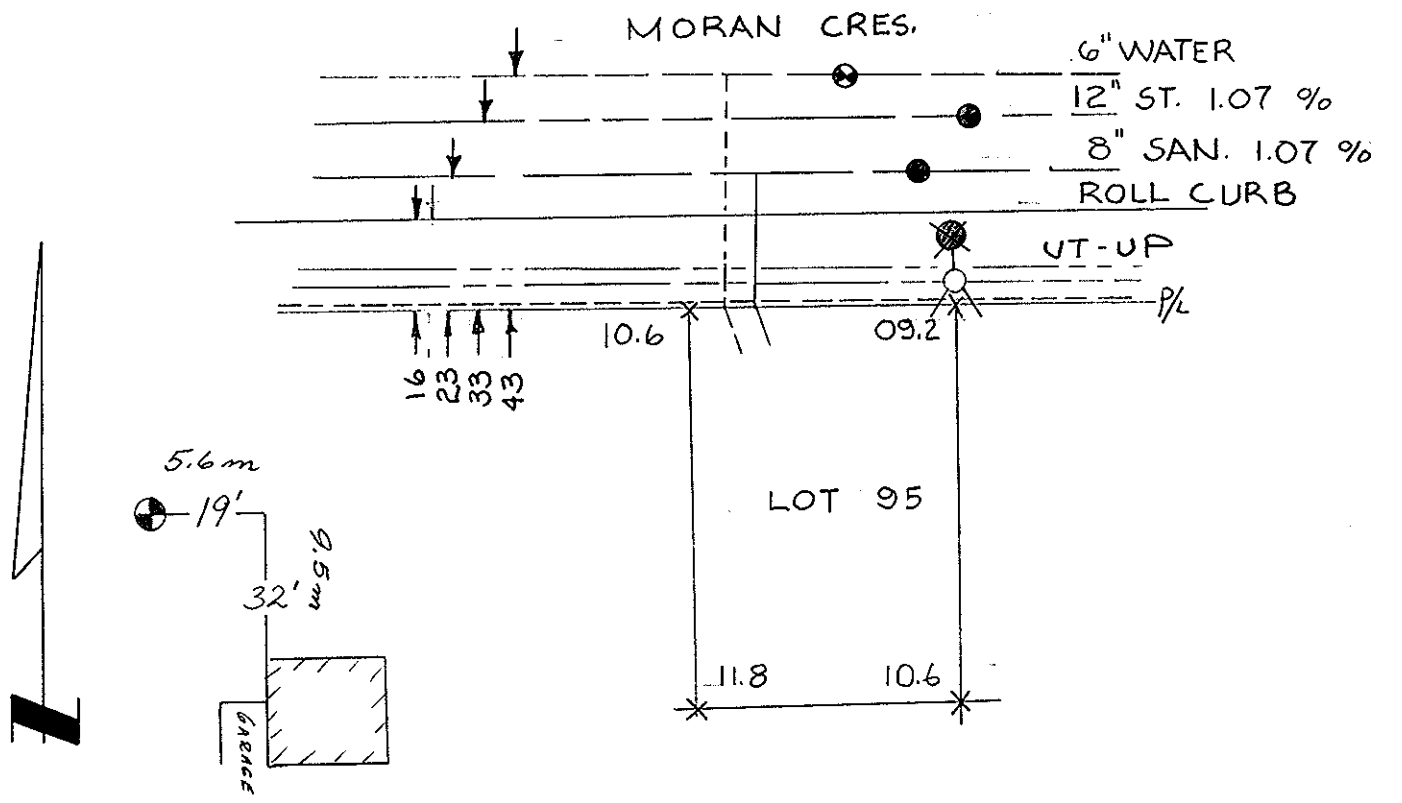 MORAN CRES.
6" WATER
12" ST. 1.07 %
8" SAN. 1.07 %
ROLL CURB
UT-UP
P/L
10.6
09.2
16
23
33
43
5.6m
19'
9.5m
32'
LOT 95
11.8
10.6
GARAGE
N